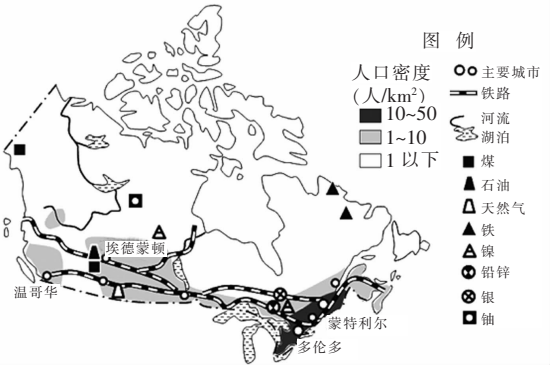 图 例
人口密度
(人/km²)
10~50
1~10
1以下
主要城市
铁路
河流
湖泊
煤
石油
天然气
铁
镍
铅锌
银
铀
埃德蒙顿
温哥华
蒙特利尔
多伦多